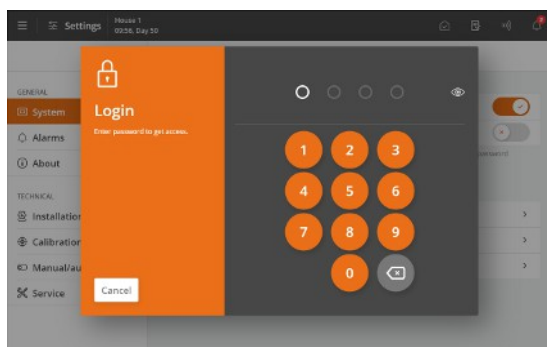 Settings
House 1
09:56, Day 50
GENERAL
System
Alarms
About
TECHNICAL
Installation
Calibration
Manual/au
Service
Login
Enter password to get access.
Cancel
1 2 3
4 5 6
7 8 9
0
password